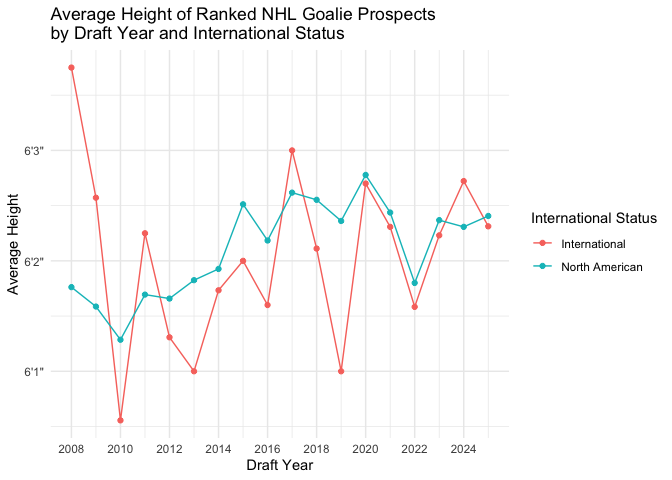 Average Height of Ranked NHL Goalie Prospects
by Draft Year and International Status
Average Height
6'3"
6'2"
6'1"
2008 2010 2012 2014 2016 2018 2020 2022 2024
Draft Year
International Status
International
North American